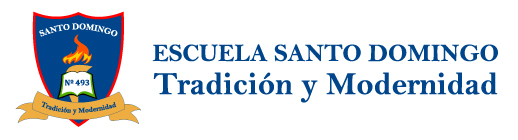 SANTO DOMINGO
Nº 493
Tradición y Modernidad
ESCUELA SANTO DOMINGO
Tradición y Modernidad